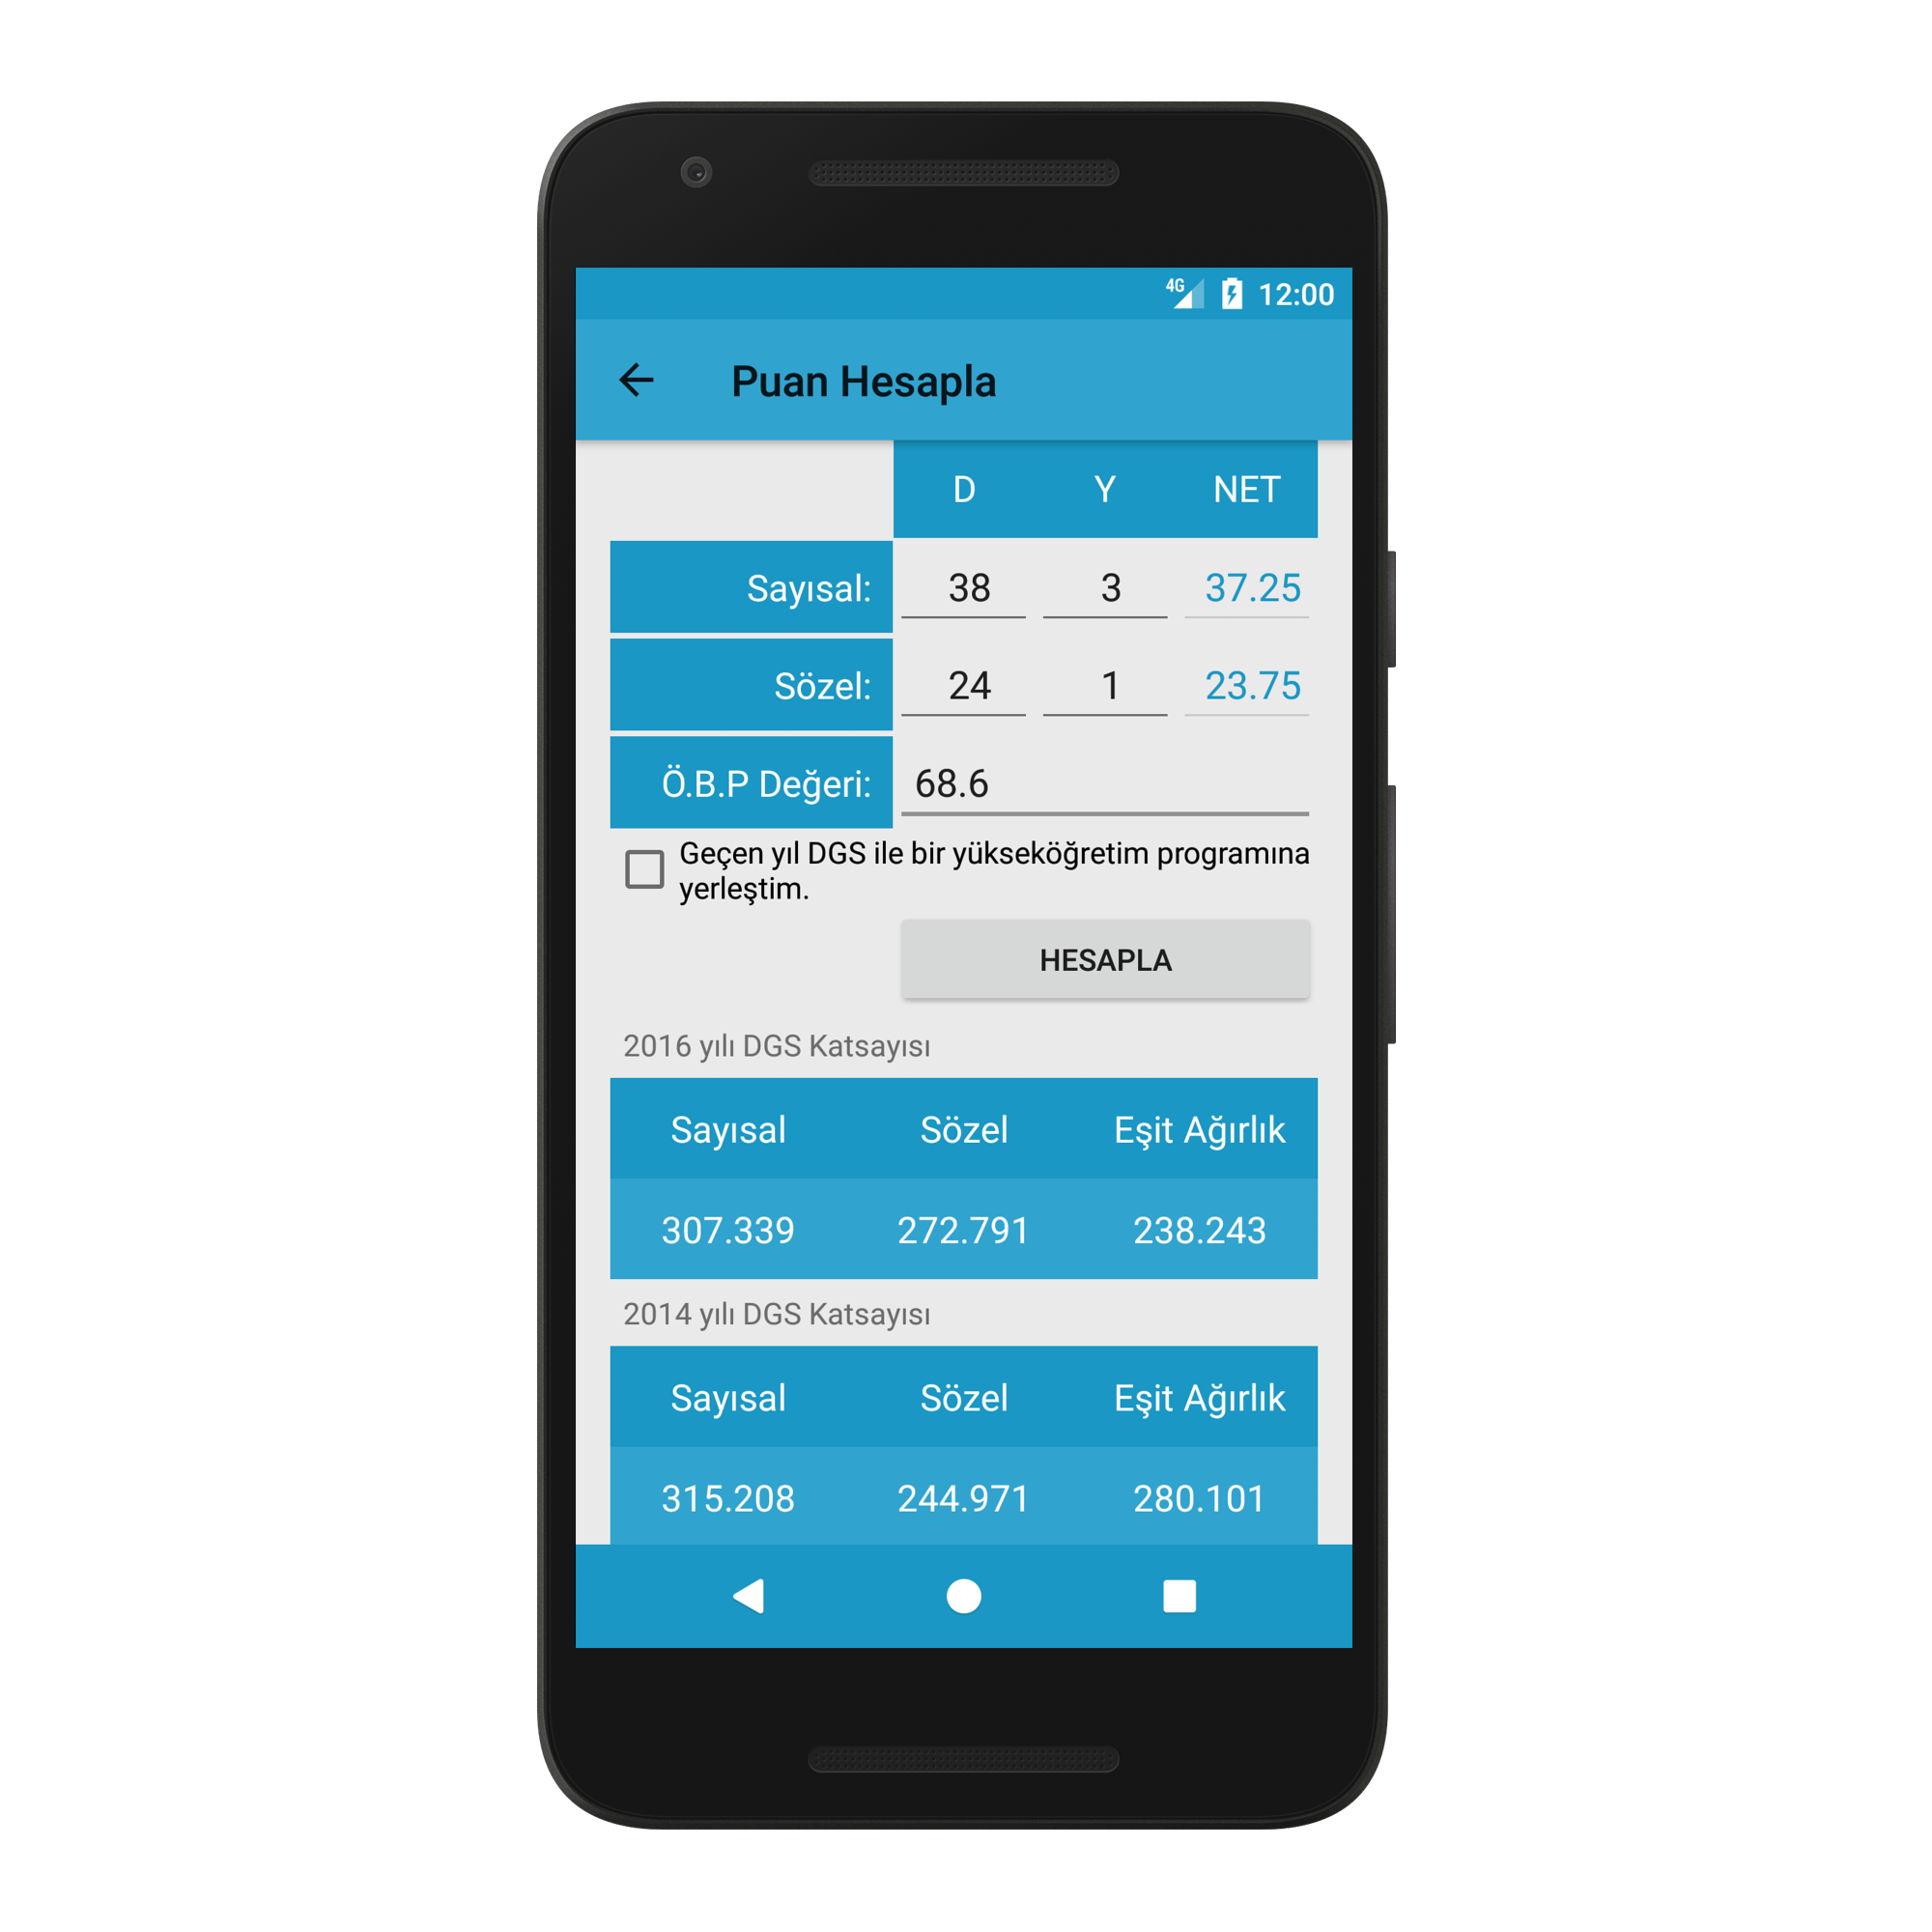 4G 12:00
Puan Hesapla
D Y NET
Sayısal: 38 3 37.25
Sözel: 24 1 23.75
Ö.B.P Değeri: 68.6
Geçen yıl DGS ile bir yükseköğretim programına
yerleştim.
HESAPLA
2016 yılı DGS Katsayısı
Sayısal Sözel Eşit Ağırlık
307.339 272.791 238.243
2014 yılı DGS Katsayısı
Sayısal Sözel Eşit Ağırlık
315.208 244.971 280.101